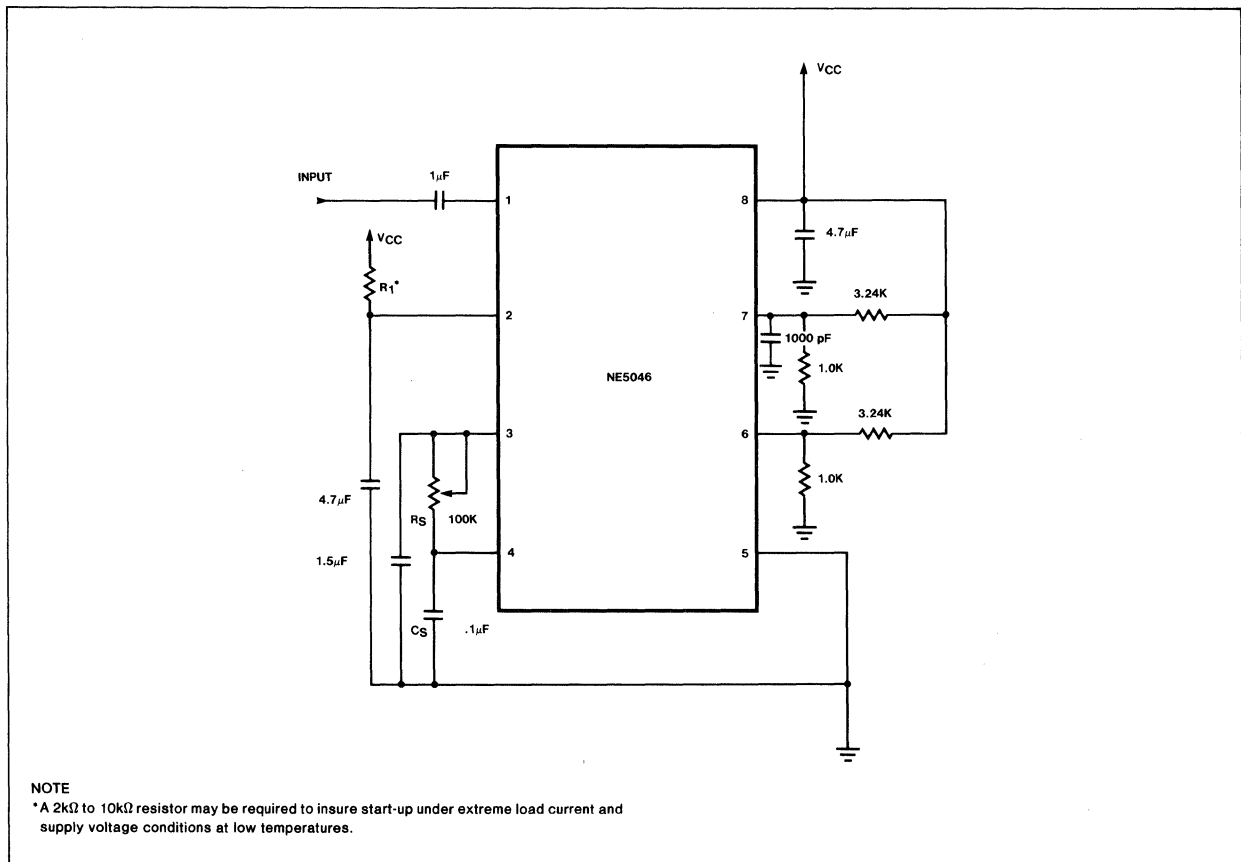 VCC
INPUT
1µF
1
8
VCC
4.7µF
R1*
3.24K
2
7
1000 pF
1.0K
NE5046
3.24K
3
6
1.0K
4.7µF
RS
100K
1.5µF
4
5
CS
.1µF
NOTE
*A 2kΩ to 10kΩ resistor may be required to insure start-up under extreme load current and
supply voltage conditions at low temperatures.